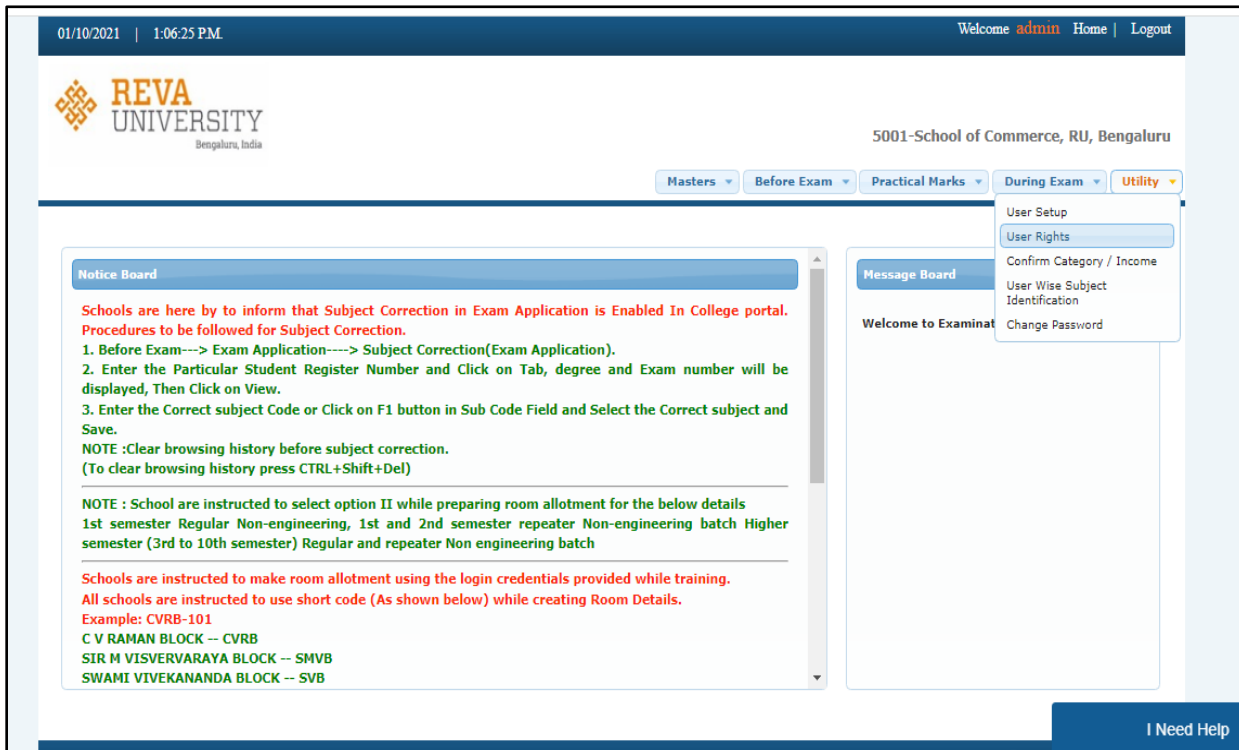 01/10/2021 | 1:06:25 P.M.
Welcome admin Home | Logout
REVA
UNIVERSITY
Bengaluru, India
5001-School of Commerce, RU, Bengaluru
Masters Before Exam Practical Marks During Exam Utility
User Setup
User Rights
Confirm Category / Income
User Wise Subject
Identification
Change Password
Notice Board
Schools are here by to inform that Subject Correction in Exam Application is Enabled In College portal.
Procedures to be followed for Subject Correction.
1. Before Exam---> Exam Application----> Subject Correction(Exam Application).
2. Enter the Particular Student Register Number and Click on Tab, degree and Exam number will be
displayed, Then Click on View.
3. Enter the Correct subject Code or Click on F1 button in Sub Code Field and Select the Correct subject and
Save.
NOTE :Clear browsing history before subject correction.
(To clear browsing history press CTRL+Shift+Del)
NOTE : School are instructed to select option II while preparing room allotment for the below details
1st semester Regular Non-engineering, 1st and 2nd semester repeater Non-engineering batch Higher
semester (3rd to 10th semester) Regular and repeater Non engineering batch
Schools are instructed to make room allotment using the login credentials provided while training.
All schools are instructed to use short code (As shown below) while creating Room Details.
Example: CVRB-101
C V RAMAN BLOCK -- CVRB
SIR M VISVERVARAYA BLOCK -- SMVB
SWAMI VIVEKANANDA BLOCK -- SVB
Message Board
Welcome to Examinat
I Need Help